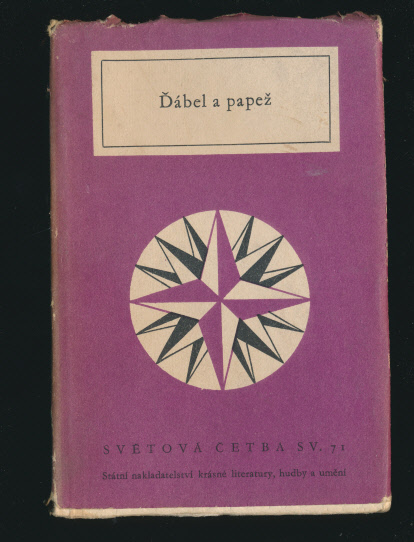 Ďábel a papež
SVĚTOVÁ ČETBA SV. 71
Státní nakladatelství krásné literatury, hudby a umění